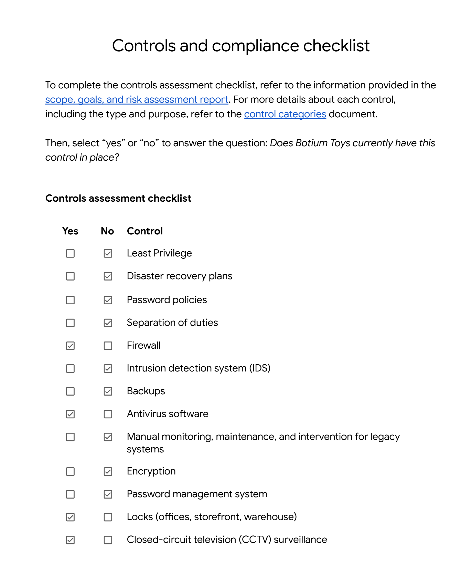 Controls and compliance checklist
To complete the controls assessment checklist, refer to the information provided in the
scope, goals, and risk assessment report. For more details about each control,
including the type and purpose, refer to the control categories document.
Then, select “yes” or “no” to answer the question: Does Botium Toys currently have this
control in place?
Controls assessment checklist
Yes No Control
Least Privilege
Disaster recovery plans
Password policies
Separation of duties
Firewall
Intrusion detection system (IDS)
Backups
Antivirus software
Manual monitoring, maintenance, and intervention for legacy
systems
Encryption
Password management system
Locks (offices, storefront, warehouse)
Closed-circuit television (CCTV) surveillance